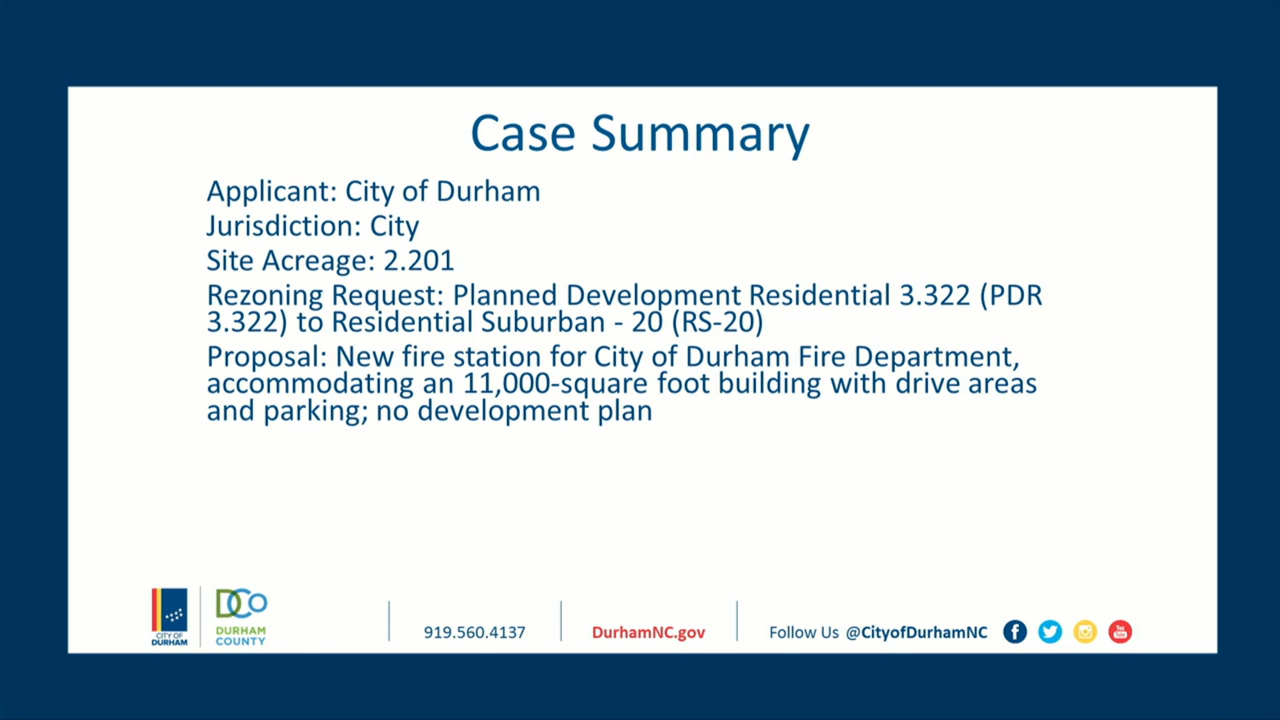 Case Summary
Applicant: City of Durham
Jurisdiction: City
Site Acreage: 2.201
Rezoning Request: Planned Development Residential 3.322 (PDR
3.322) to Residential Suburban - 20 (RS-20)
Proposal: New fire station for City of Durham Fire Department,
accommodating an 11,000-square foot building with drive areas
and parking; no development plan
CITY OF
DURHAM
DCo
DURHAM
COUNTY
919.560.4137
DurhamNC.gov
Follow Us @CityofDurhamNC
You
Tube